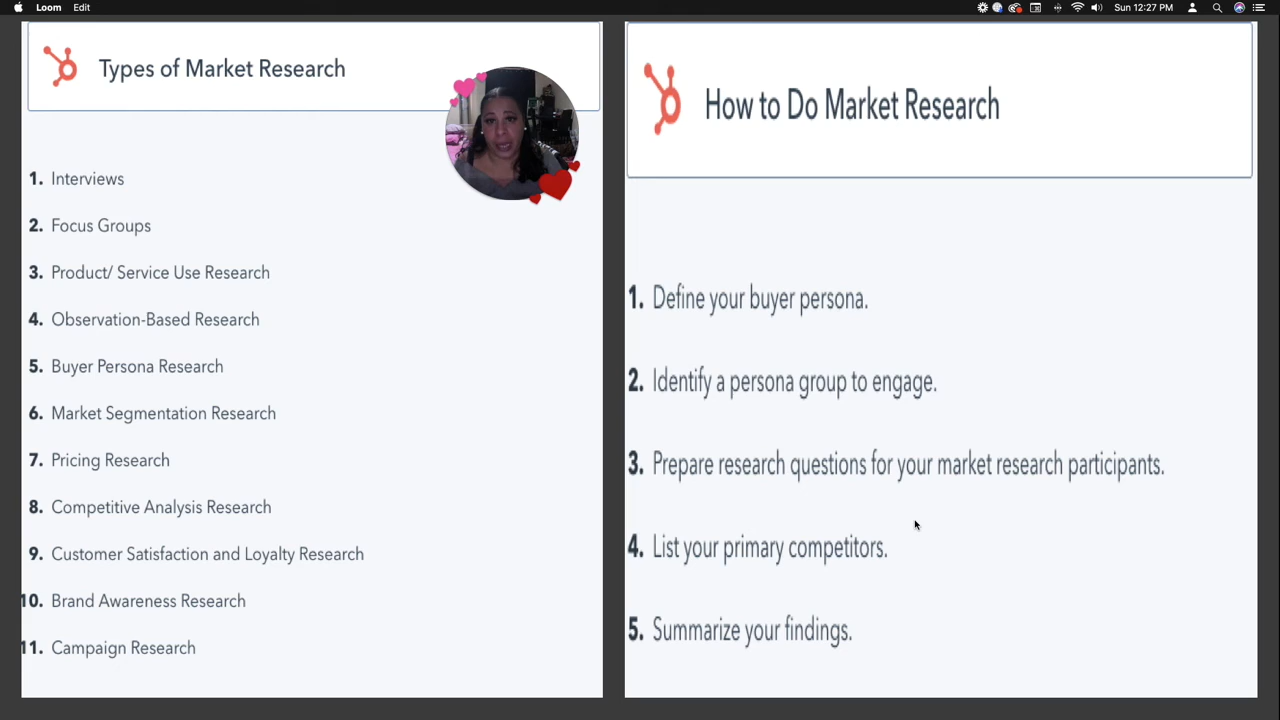 Loom Edit Sun 12:27 PM
Types of Market Research
1. Interviews
2. Focus Groups
3. Product/ Service Use Research
4. Observation-Based Research
5. Buyer Persona Research
6. Market Segmentation Research
7. Pricing Research
8. Competitive Analysis Research
9. Customer Satisfaction and Loyalty Research
10. Brand Awareness Research
11. Campaign Research
How to Do Market Research
1. Define your buyer persona.
2. Identify a persona group to engage.
3. Prepare research questions for your market research participants.
4. List your primary competitors.
5. Summarize your findings.